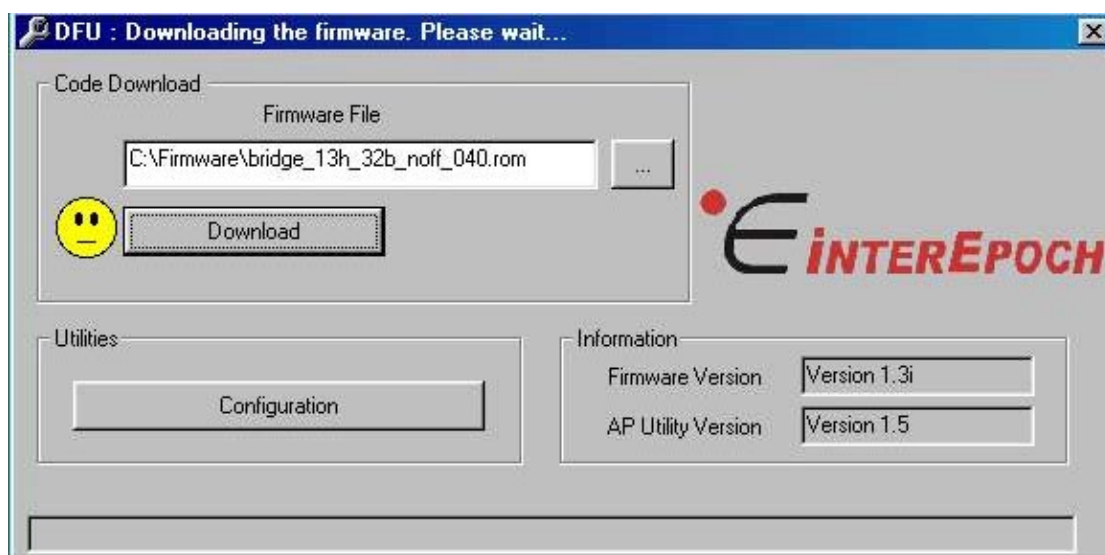 DFU : Downloading the firmware. Please wait...
Code Download
Firmware File
C:\Firmware\bridge_13h_32b_noff_040.rom
...
Download
INTEREPOCH
Utilities
Configuration
Information
Firmware Version
Version 1.3i
AP Utility Version
Version 1.5